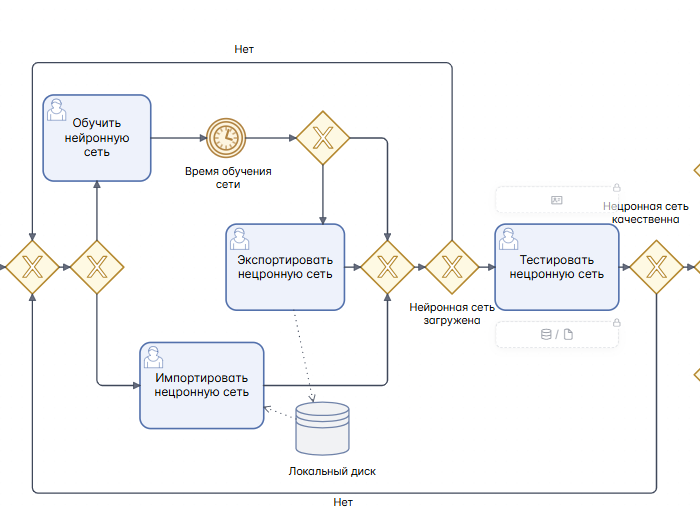 Нет
Обучить
нейронную
сеть
Время обучения
сети
Нецронная сеть
качественна
Экспортировать
нецронную сеть
Тестировать
нецронную сеть
Нейронная сеть
загружена
Импортировать
нецронную сеть
Локальный диск
Нет